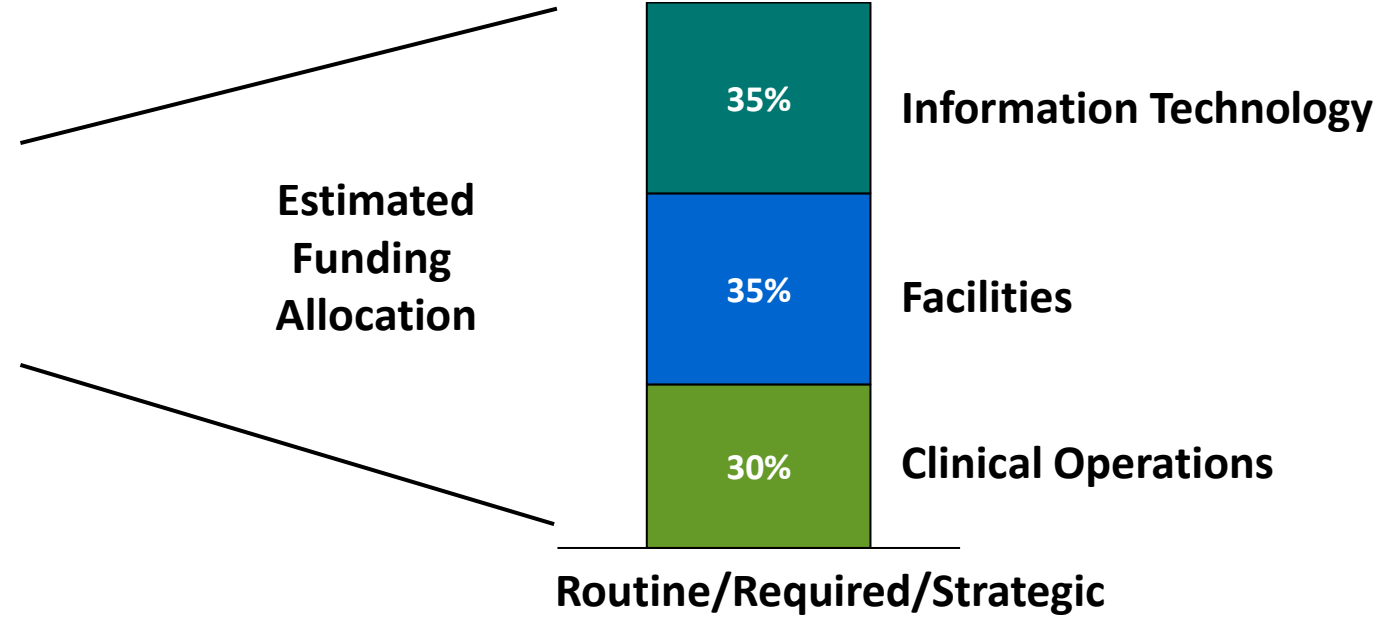 35%
Information Technology
Estimated
Funding
Allocation
35%
Facilities
30%
Clinical Operations
Routine/Required/Strategic